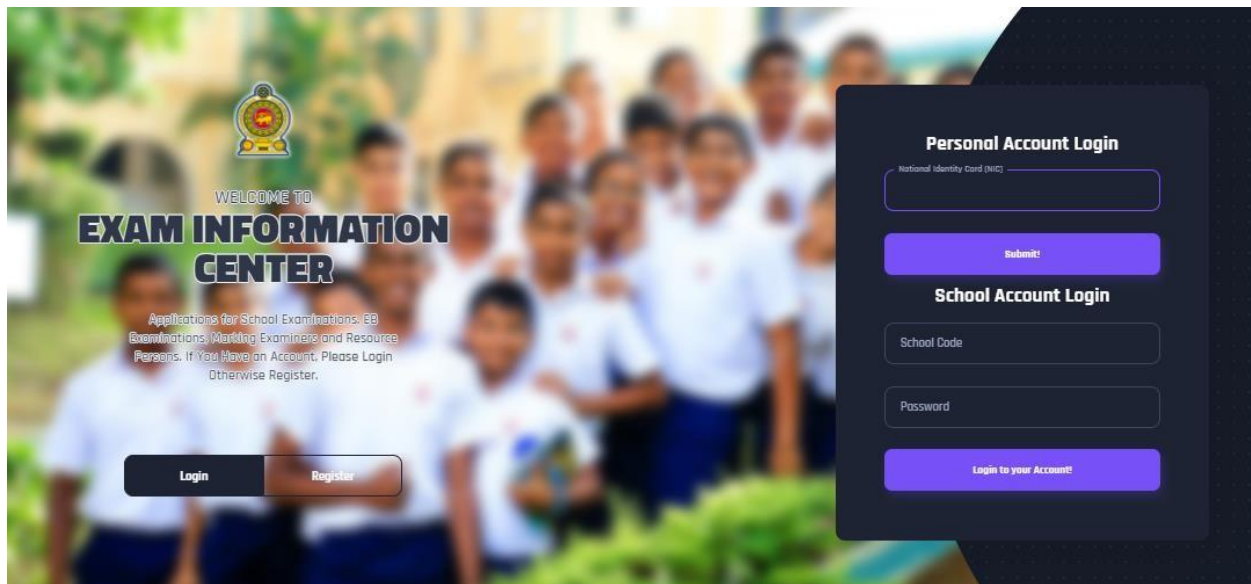 WELCOME TO
EXAM INFORMATION
CENTER
Applications for School Examinations, EB
Examinations, Marking Examiners and Resource
Persons. If You Have an Account, Please Login
Otherwise Register.
Login
Register
Personal Account Login
National Identity Card (NIC)
Submit!
School Account Login
School Code
Password
Login to your Account!